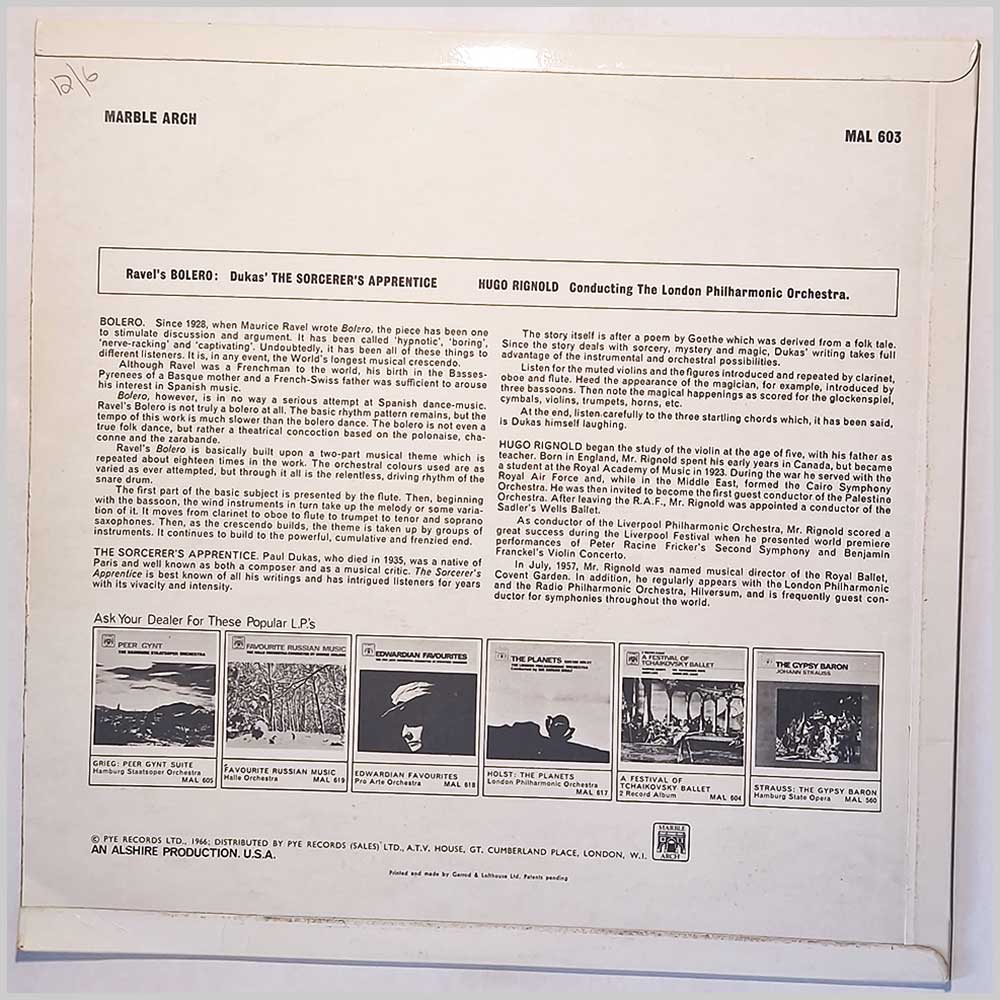 12/6
MARBLE ARCH
MAL 603
Ravel's BOLERO: Dukas' THE SORCERER'S APPRENTICE HUGO RIGNOLD Conducting The London Philharmonic Orchestra.
BOLERO. Since 1928, when Maurice Ravel wrote Bolero, the piece has been one
to stimulate discussion and argument. It has been called 'hypnotic', 'boring',
'nerve-racking' and 'captivating'. Undoubtedly, it has been all of these things to
different listeners. It is, in any event, the World's longest musical crescendo.
Although Ravel was a Frenchman to the world, his birth in the Basses-
Pyrenees of a Basque mother and a French-Swiss father was sufficient to arouse
his interest in Spanish music.
Bolero, however, is in no way a serious attempt at Spanish dance-music.
Ravel's Bolero is not truly a bolero at all. The basic rhythm pattern remains, but the
tempo of this work is much slower than the bolero dance. The bolero is not even a
true folk dance, but rather a theatrical concoction based on the polonaise, cha-
conne and the zarabande.
Ravel's Bolero is basically built upon a two-part musical theme which is
repeated about eighteen times in the work. The orchestral colours used are as
varied as ever attempted, but through it all is the relentless, driving rhythm of the
snare drum.
The first part of the basic subject is presented by the flute. Then, beginning
with the bassoon, the wind instruments in turn take up the melody or some varia-
tion of it. It moves from clarinet to oboe to flute to trumpet to tenor and soprano
saxophones. Then, as the crescendo builds, the theme is taken up by groups of
instruments. It continues to build to the powerful, cumulative and frenzied end.
THE SORCERER'S APPRENTICE. Paul Dukas, who died in 1935, was a native of
Paris and well known as both a composer and as a musical critic. The Sorcerer's
Apprentice is best known of all his writings and has intrigued listeners for years
with its vivacity and intensity.
The story itself is after a poem by Goethe which was derived from a folk tale.
Since the story deals with sorcery, mystery and magic, Dukas' writing takes full
advantage of the instrumental and orchestral possibilities.
Listen for the muted violins and the figures introduced and repeated by clarinet,
oboe and flute. Heed the appearance of the magician, for example, introduced by
three bassoons. Then note the magical happenings as scored for the glockenspiel,
cymbals, violins, trumpets, horns, etc.
At the end, listen carefully to the three startling chords which, it has been said,
is Dukas himself laughing.
HUGO RIGNOLD began the study of the violin at the age of five, with his father as
teacher. Born in England, Mr. Rignold spent his early years in Canada, but became
a student at the Royal Academy of Music in 1923. During the war he served with the
Royal Air Force and, while in the Middle East, formed the Cairo Symphony
Orchestra. He was then invited to become the first guest conductor of the Palestine
Orchestra. After leaving the R.A.F., Mr. Rignold was appointed a conductor of the
Sadler's Wells Ballet.
As conductor of the Liverpool Philharmonic Orchestra, Mr. Rignold scored a
great success during the Liverpool Festival when he presented world premiere
performances of Peter Racine Fricker's Second Symphony and Benjamin
Franckel's Violin Concerto.
In July, 1957, Mr. Rignold was named musical director of the Royal Ballet,
Covent Garden. In addition, he regularly appears with the London Philharmonic
and the Radio Philharmonic Orchestra, Hilversum, and is frequently guest con-
ductor for symphonies throughout the world.
Ask Your Dealer For These Popular L.P.'s
PEER GYNT
THE HAMBURG STAATSOPER ORCHESTRA
FAVOURITE RUSSIAN MUSIC
EDWARDIAN FAVOURITES
THE PLANETS
A FESTIVAL OF
TCHAIKOVSKY BALLET
THE GYPSY BARON
JOHANN STRAUSS
GRIEG: PEER GYNT SUITE
Hamburg Staatsoper Orchestra
MAL 605
FAVOURITE RUSSIAN MUSIC
Halle Orchestra MAL 619
EDWARDIAN FAVOURITES
Pro Arte Orchestra MAL 618
HOLST: THE PLANETS
London Philharmonic Orchestra
MAL 617
A FESTIVAL OF
TCHAIKOVSKY BALLET
2 Record Album MAL 604
STRAUSS: THE GYPSY BARON
Hamburg State Opera MAL 560
© PYE RECORDS LTD., 1966; DISTRIBUTED BY PYE RECORDS (SALES) LTD., A.T.V. HOUSE, GT. CUMBERLAND PLACE, LONDON, W.I.
AN ALSHIRE PRODUCTION. U.S.A.
MARBLE
ARCH
Printed and made by Garrod & Lofthouse Ltd. Patents pending